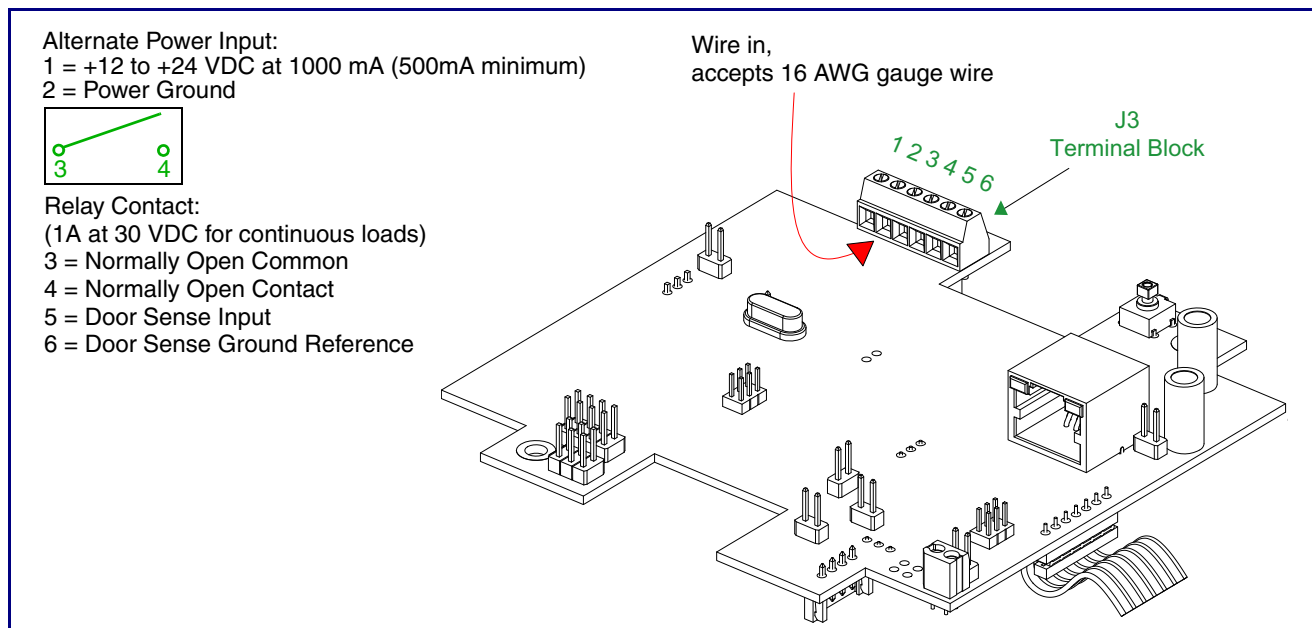 Alternate Power Input:
1 = +12 to +24 VDC at 1000 mA (500mA minimum)
2 = Power Ground
3 4
Relay Contact:
(1A at 30 VDC for continuous loads)
3 = Normally Open Common
4 = Normally Open Contact
5 = Door Sense Input
6 = Door Sense Ground Reference
Wire in,
accepts 16 AWG gauge wire
1 2 3 4 5 6
J3
Terminal Block